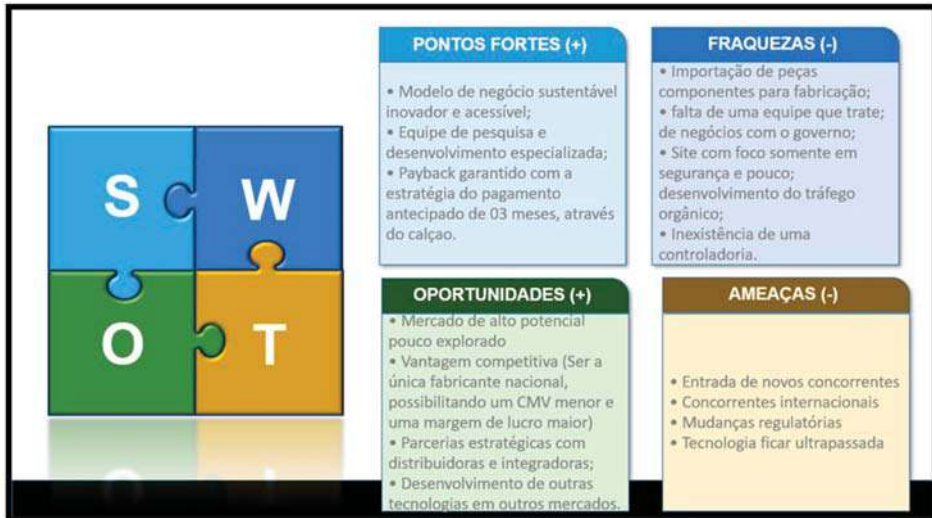 S
W
O
T
PONTOS FORTES (+)
• Modelo de negócio sustentável
inovador e acessível;
• Equipe de pesquisa e
desenvolvimento especializada;
• Payback garantido com a
estratégia do pagamento
antecipado de 03 meses, através
do calçao.
FRAQUEZAS (-)
• Importação de peças
componentes para fabricação;
• falta de uma equipe que trate;
de negócios com o governo;
• Site com foco somente em
segurança e pouco;
desenvolvimento do tráfego
orgânico;
• Inexistência de uma
controladoria.
OPORTUNIDADES (+)
• Mercado de alto potencial
pouco explorado
• Vantagem competitiva (Ser a
única fabricante nacional,
possibilitando um CMV menor e
uma margem de lucro maior)
• Parcerias estratégicas com
distribuidoras e integradoras;
• Desenvolvimento de outras
tecnologias em outros mercados.
AMEAÇAS (-)
• Entrada de novos concorrentes
• Concorrentes internacionais
• Mudanças regulatórias
• Tecnologia ficar ultrapassada